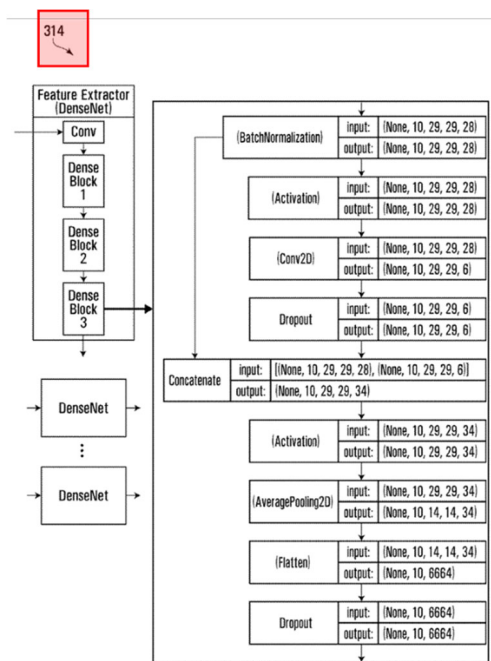 314
Feature Extractor
(DenseNet)
Conv
Dense
Block
1
Dense
Block
2
Dense
Block
3
DenseNet
⋮
DenseNet
(BatchNormalization) input: (None, 10, 29, 29, 28)
output: (None, 10, 29, 29, 28)
(Activation) input: (None, 10, 29, 29, 28)
output: (None, 10, 29, 29, 28)
(Conv2D) input: (None, 10, 29, 29, 28)
output: (None, 10, 29, 29, 6)
Dropout input: (None, 10, 29, 29, 6)
output: (None, 10, 29, 29, 6)
Concatenate input: [(None, 10, 29, 29, 28), (None, 10, 29, 29, 6)]
output: (None, 10, 29, 29, 34)
(Activation) input: (None, 10, 29, 29, 34)
output: (None, 10, 29, 29, 34)
(AveragePooling2D) input: (None, 10, 29, 29, 34)
output: (None, 10, 14, 14, 34)
(Flatten) input: (None, 10, 14, 14, 34)
output: (None, 10, 6664)
Dropout input: (None, 10, 6664)
output: (None, 10, 6664)